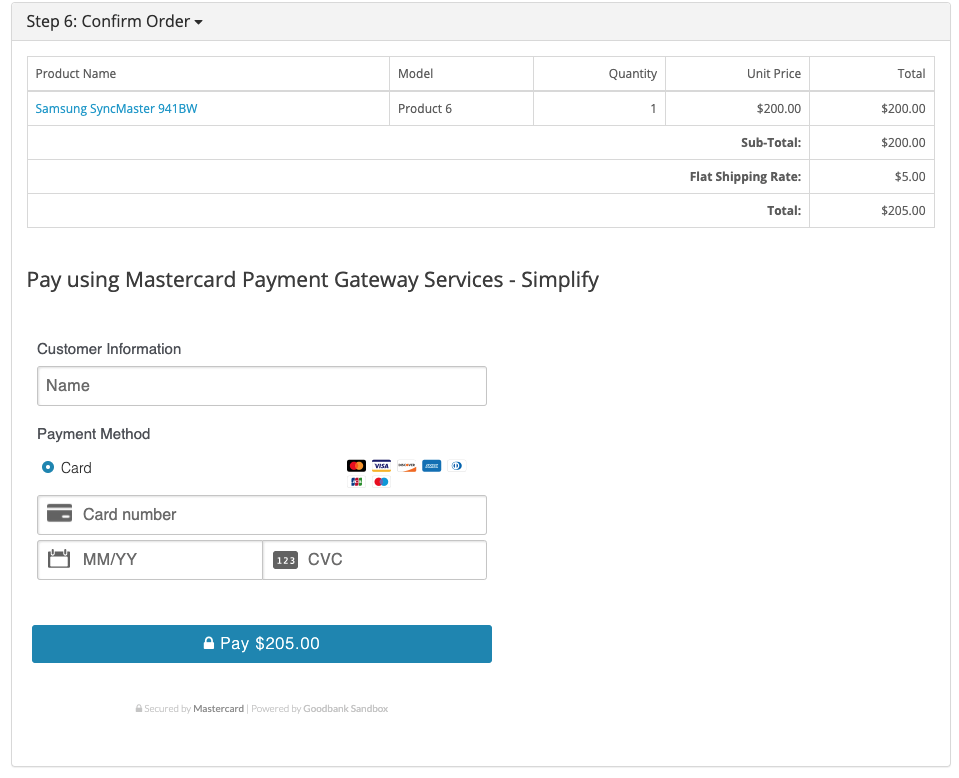 Step 6: Confirm Order
Product Name Model Quantity Unit Price Total
Samsung SyncMaster 941BW Product 6 1 $200.00 $200.00
Sub-Total: $200.00
Flat Shipping Rate: $5.00
Total: $205.00
Pay using Mastercard Payment Gateway Services - Simplify
Customer Information
Name
Payment Method
Card VISA DISCOVER
JCB
Card number
MM/YY 123 CVC
Pay $205.00
Secured by Mastercard | Powered by Goodbank Sandbox